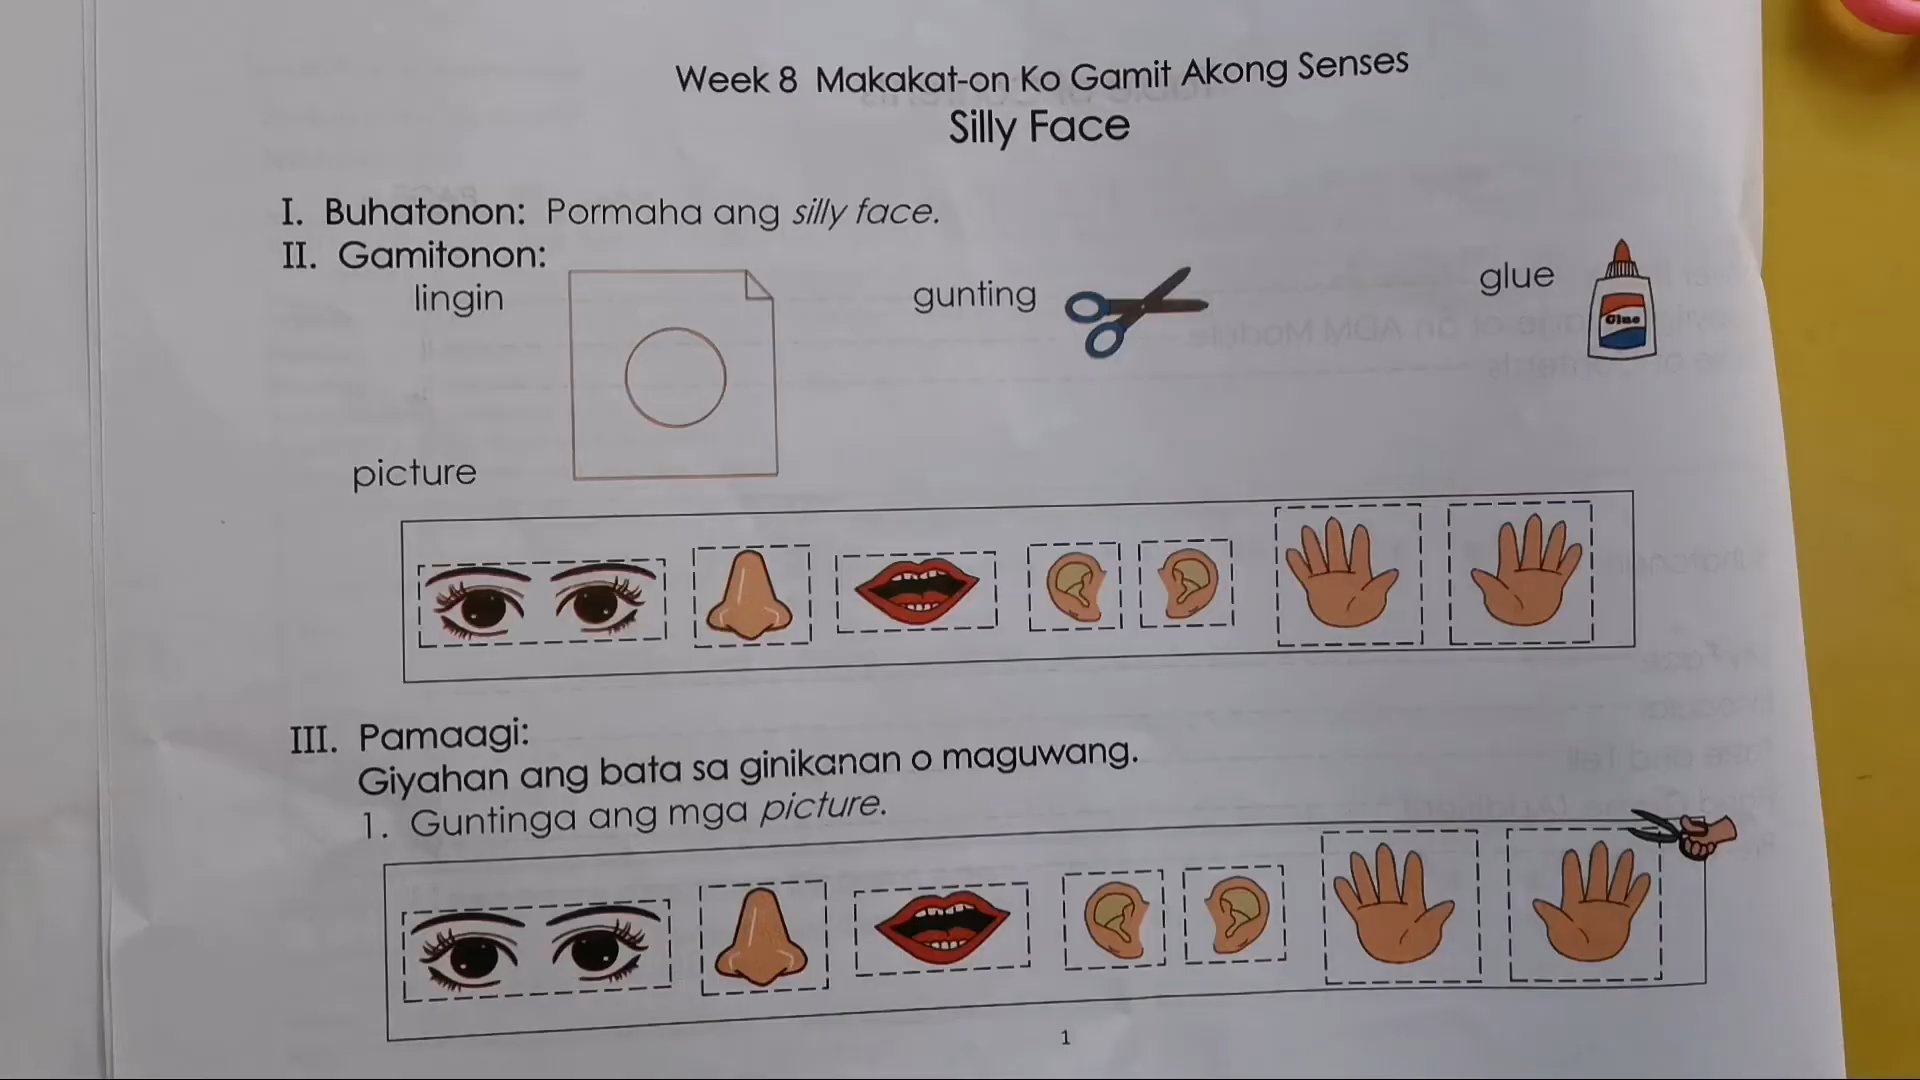 Week 8 Makakat-on Ko Gamit Akong Senses
Silly Face
I. Buhatonon: Pormaha ang silly face.
II. Gamitonon:
lingin
gunting
glue
Glue
picture
III. Pamaagi:
Giyahan ang bata sa ginikanan o maguwang.
1. Guntinga ang mga picture.
1